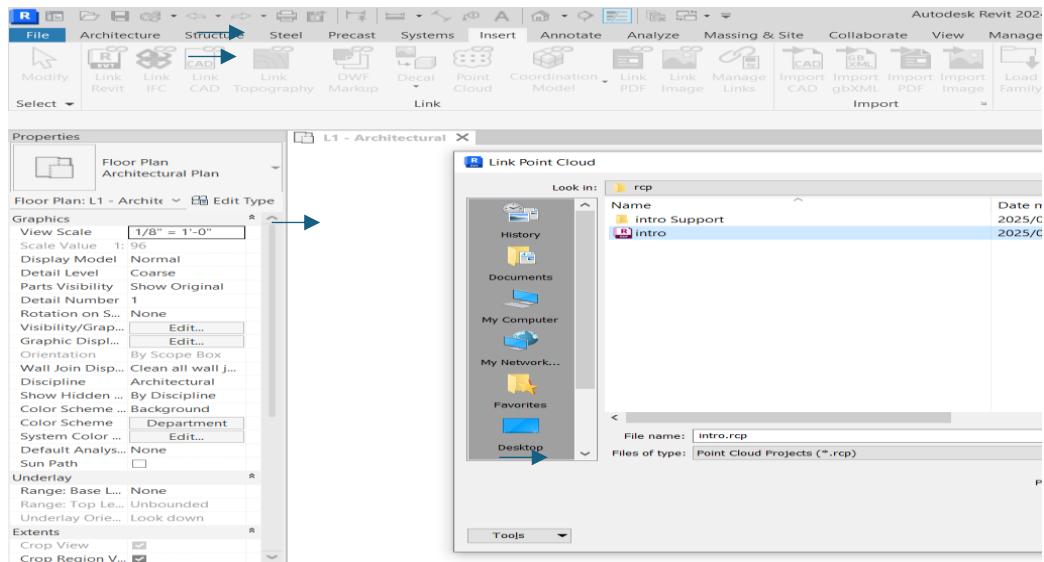 R Autodesk Revit 2024
File Architecture Structure Steel Precast Systems Insert Annotate Analyze Massing & Site Collaborate View Manage
Modify Link Revit Link IFC Link CAD Link Topography DWF Markup Decal Point Cloud Coordination Model Link PDF Link Image Manage Links Import CAD Import gbXML Import PDF Import Image Load Family
Select Link Import
Properties
L1 - Architectural
Floor Plan
Architectural Plan
Floor Plan: L1 - Archite Edit Type
Graphics
View Scale 1/8" = 1'-0"
Scale Value 1: 96
Display Model Normal
Detail Level Coarse
Parts Visibility Show Original
Detail Number 1
Rotation on S... None
Visibility/Grap... Edit...
Graphic Displ... Edit...
Orientation By Scope Box
Wall Join Disp... Clean all wall j...
Discipline Architectural
Show Hidden ... By Discipline
Color Scheme ... Background
Color Scheme Department
System Color ... Edit...
Default Analys... None
Sun Path
Underlay
Range: Base L... None
Range: Top Le... Unbounded
Underlay Orie... Look down
Extents
Crop View
Crop Region V...
Link Point Cloud
Look in: rcp
Name Date m
intro Support 2025/0
intro 2025/0
History
Documents
My Computer
My Network...
Favorites
Desktop
File name: intro.rcp
Files of type: Point Cloud Projects (*.rcp)
P
Tools